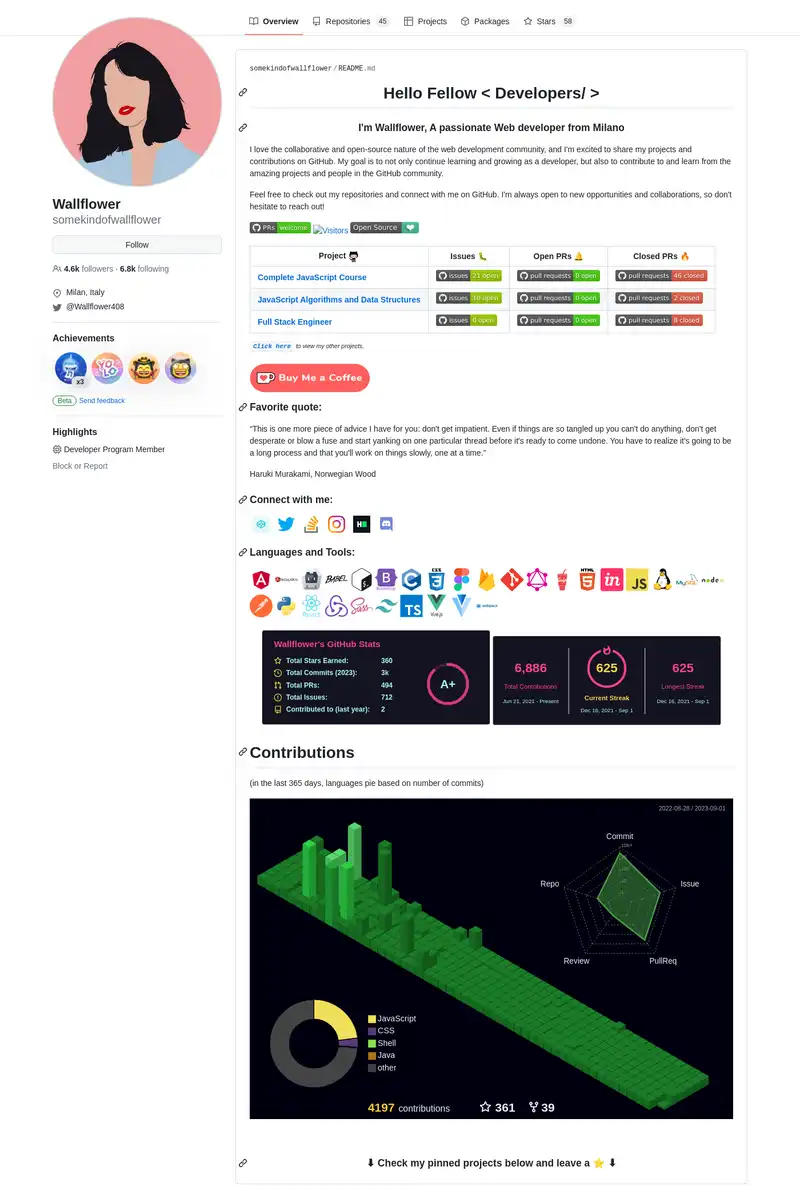 Overview Repositories 45 Projects Packages Stars 58
Wallflower
somekindofwallflower
Follow
4.6k followers · 6.8k following
Milan, Italy
@Wallflower408
Achievements
YOLO
x3
Beta Send feedback
Highlights
Developer Program Member
Block or Report
somekindofwallflower/README.md
Hello Fellow < Developers/ >
I'm Wallflower, A passionate Web developer from Milano
I love the collaborative and open-source nature of the web development community, and I'm excited to share my projects and
contributions on GitHub. My goal is to not only continue learning and growing as a developer, but also to contribute to and learn from the
amazing projects and people in the GitHub community.
Feel free to check out my repositories and connect with me on GitHub. I'm always open to new opportunities and collaborations, so don't
hesitate to reach out!
PRs welcome Visitors Open Source
Project Issues 🐛 Open PRs 🔔 Closed PRs 🔥
Complete JavaScript Course issues 21 open pull requests 0 open pull requests 46 closed
JavaScript Algorithms and Data Structures issues 10 open pull requests 0 open pull requests 2 closed
Full Stack Engineer issues 0 open pull requests 0 open pull requests 8 closed
Click here to view my other projects.
Buy Me a Coffee
Favorite quote:
"This is one more piece of advice I have for you: don't get impatient. Even if things are so tangled up you can't do anything, don't get
desperate or blow a fuse and start yanking on one particular thread before it's ready to come undone. You have to realize it's going to be
a long process and that you'll work on things slowly, one at a time."
Haruki Murakami, Norwegian Wood
Connect with me:
Languages and Tools:
BABEL B C CSS HTML in JS MySQL node
React Sass TS Vue.js webpack
Wallflower's GitHub Stats
Total Stars Earned: 360
Total Commits (2023): 3k
Total PRs: 494
Total Issues: 712
Contributed to (last year): 2
A+
6,886
Total Contributions
Jun 21, 2021 - Present
625
Current Streak
Dec 16, 2021 - Sep 1
625
Longest Streak
Dec 16, 2021 - Sep 1
Contributions
(in the last 365 days, languages pie based on number of commits)
2022-08-28 / 2023-09-01
Commit
Repo
Issue
Review
PullReq
JavaScript
CSS
Shell
Java
other
4197 contributions 361 39
⬇ Check my pinned projects below and leave a ⭐ ⬇